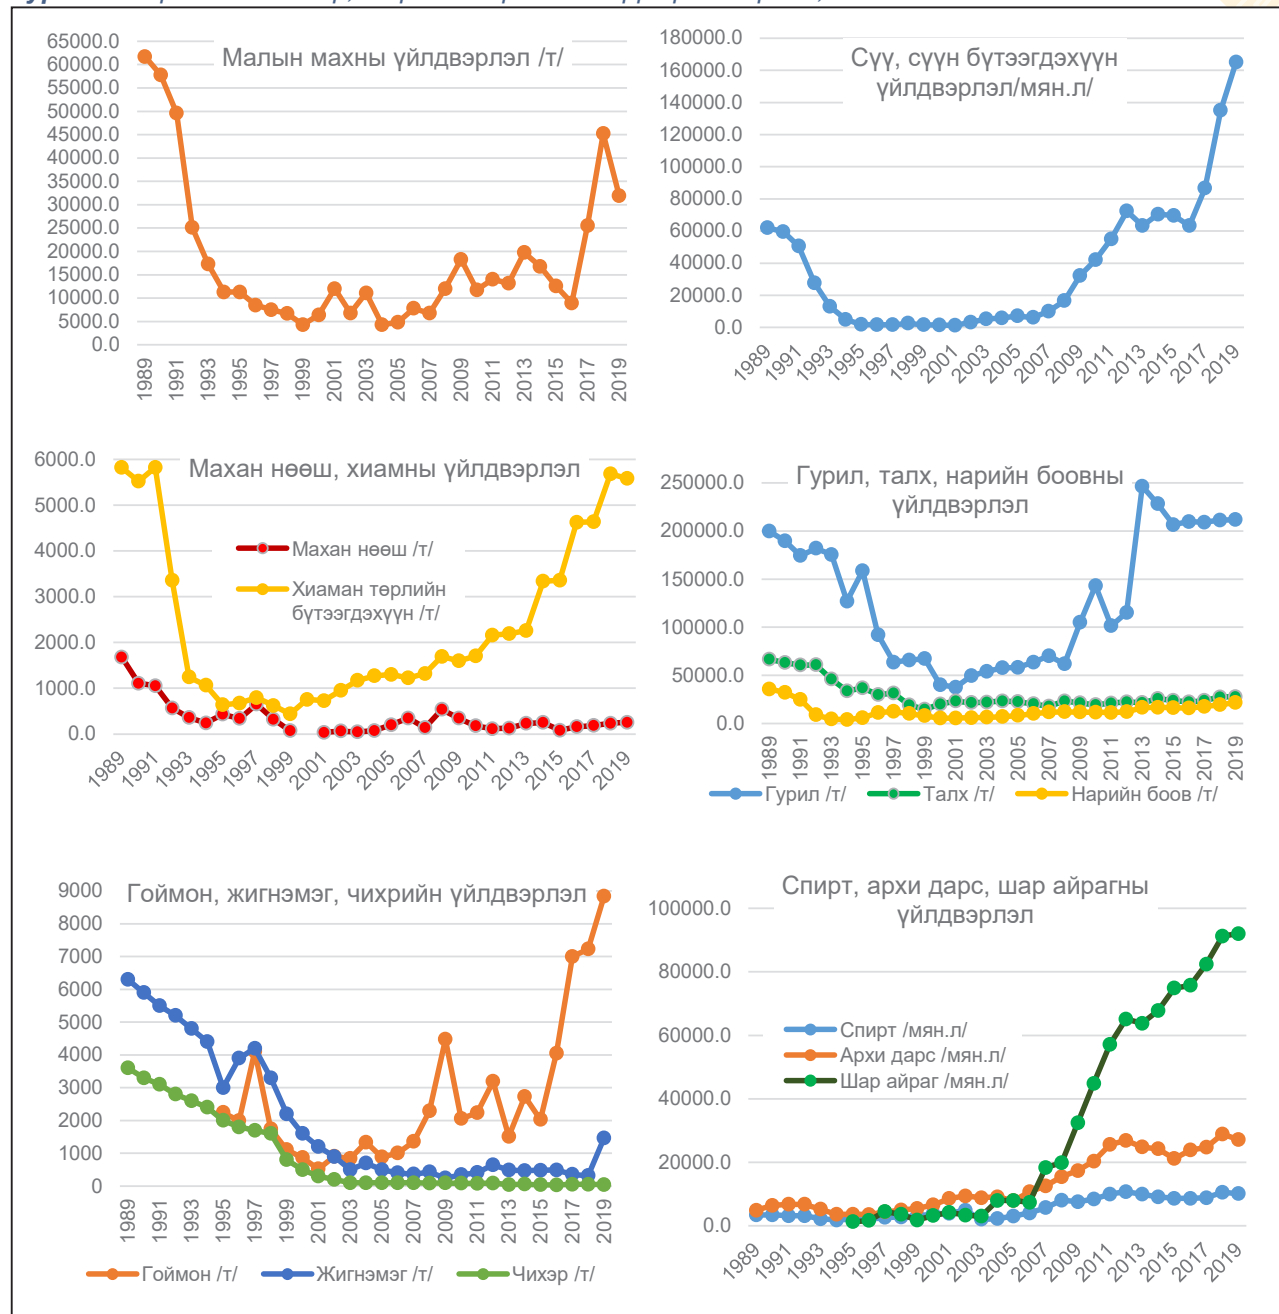 Малын махны үйлдвэрлэл /т/
65000.0
60000.0
55000.0
50000.0
45000.0
40000.0
35000.0
30000.0
25000.0
20000.0
15000.0
10000.0
5000.0
0.0
1989 1991 1993 1995 1997 1999 2001 2003 2005 2007 2009 2011 2013 2015 2017 2019
Сүү, сүүн бүтээгдэхүүн
үйлдвэрлэл/мян.л/
180000.0
160000.0
140000.0
120000.0
100000.0
80000.0
60000.0
40000.0
20000.0
0.0
1989 1991 1993 1995 1997 1999 2001 2003 2005 2007 2009 2011 2013 2015 2017 2019
Махан нөөш, хиамны үйлдвэрлэл
6000.0
5000.0
4000.0
3000.0
2000.0
1000.0
0.0
Махан нөөш /т/
Хиаман төрлийн
бүтээгдэхүүн /т/
1989 1991 1993 1995 1997 1999 2001 2003 2005 2007 2009 2011 2013 2015 2017 2019
Гурил, талх, нарийн боовны
үйлдвэрлэл
250000.0
200000.0
150000.0
100000.0
50000.0
0.0
1989 1991 1993 1995 1997 1999 2001 2003 2005 2007 2009 2011 2013 2015 2017 2019
Гурил /т/ Талх /т/ Нарийн боов /т/
Гоймон, жигнэмэг, чихрийн үйлдвэрлэл
9000
8000
7000
6000
5000
4000
3000
2000
1000
0
1989 1991 1993 1995 1997 1999 2001 2003 2005 2007 2009 2011 2013 2015 2017 2019
Гоймон /т/ Жигнэмэг /т/ Чихэр /т/
Спирт, архи дарс, шар айрагны
үйлдвэрлэл
100000.0
80000.0
60000.0
40000.0
20000.0
0.0
Спирт /мян.л/
Архи дарс /мян.л/
Шар айраг /мян.л/
1989 1991 1993 1995 1997 1999 2001 2003 2005 2007 2009 2011 2013 2015 2017 2019